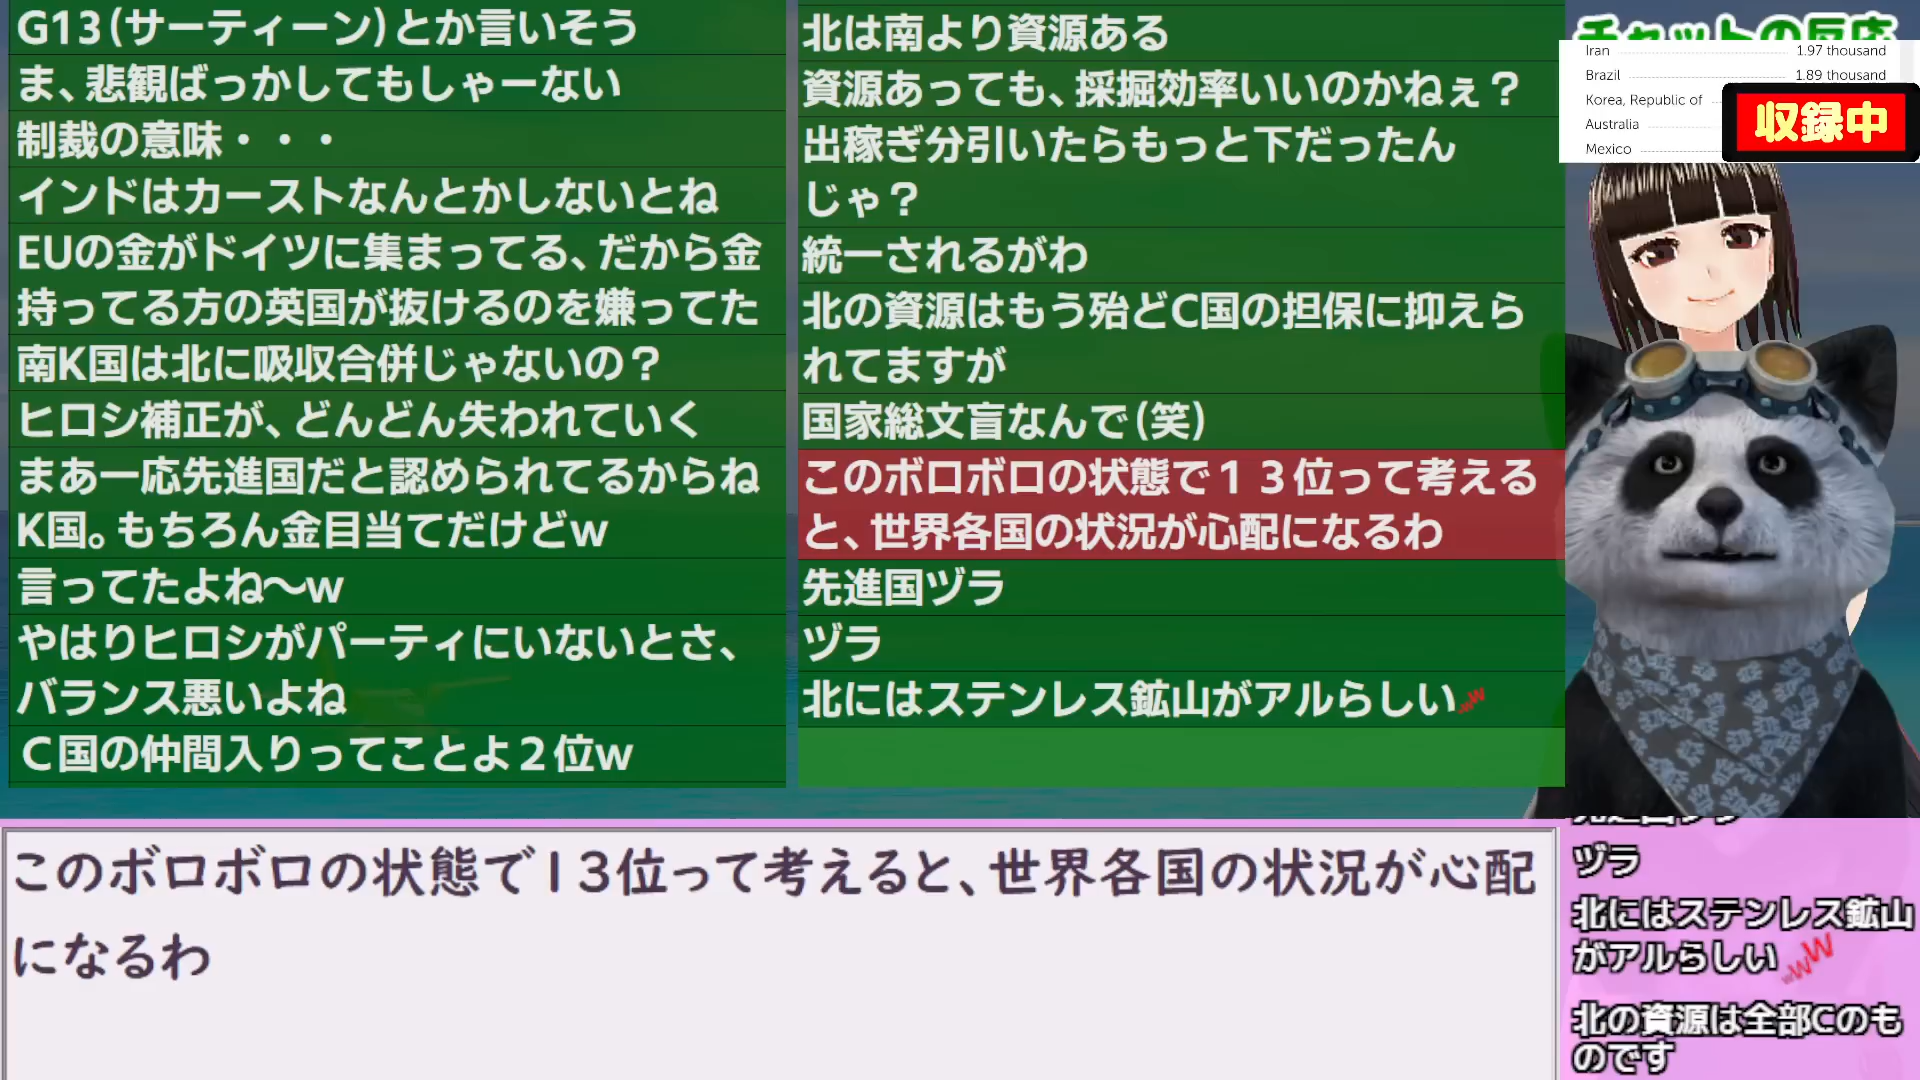 G13(サーティーン)とか言いそう
ま、悲観ばっかしてもしゃーない
制裁の意味・・・
インドはカーストなんとかしないとね
EUの金がドイツに集まってる、だから金
持ってる方の英国が抜けるのを嫌ってた
南K国は北に吸収合併じゃないの？
ヒロシ補正が、どんどん失われていく
まあ一応先進国だと認められてるからね
K国。もちろん金目当てだけどw
言ってたよね～w
やはりヒロシがパーティにいないとさ、
バランス悪いよね
Ｃ国の仲間入りってことよ２位w
北は南より資源ある
資源あっても、採掘効率いいのかねぇ？
出稼ぎ分引いたらもっと下だったん
じゃ？
統一されるがわ
北の資源はもう殆どC国の担保に抑えら
れてますが
国家総文盲なんで(笑)
このボロボロの状態で１３位って考える
と、世界各国の状況が心配になるわ
先進国ヅラ
ヅラ
北にはステンレス鉱山がアルらしいwww
チャットの反応
Iran 1.97 thousand
Brazil 1.89 thousand
Korea, Republic of
Australia
Mexico
収録中
このボロボロの状態で１３位って考えると、世界各国の状況が心配
になるわ
先進国ヅラ
ヅラ
北にはステンレス鉱山
がアルらしいwww
北の資源は全部Cのも
のです